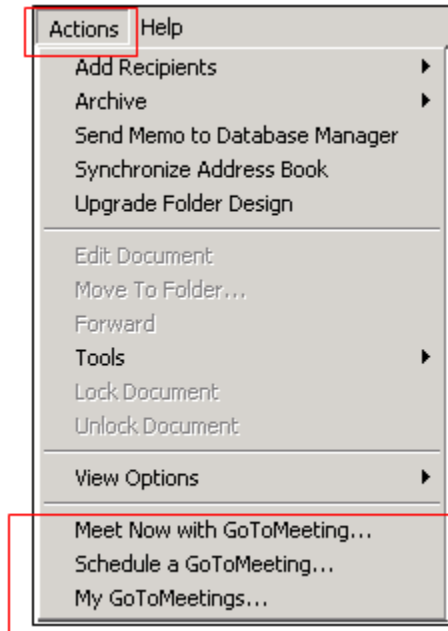 Actions Help
Add Recipients
Archive
Send Memo to Database Manager
Synchronize Address Book
Upgrade Folder Design
Edit Document
Move To Folder...
Forward
Tools
Lock Document
Unlock Document
View Options
Meet Now with GoToMeeting...
Schedule a GoToMeeting...
My GoToMeetings...